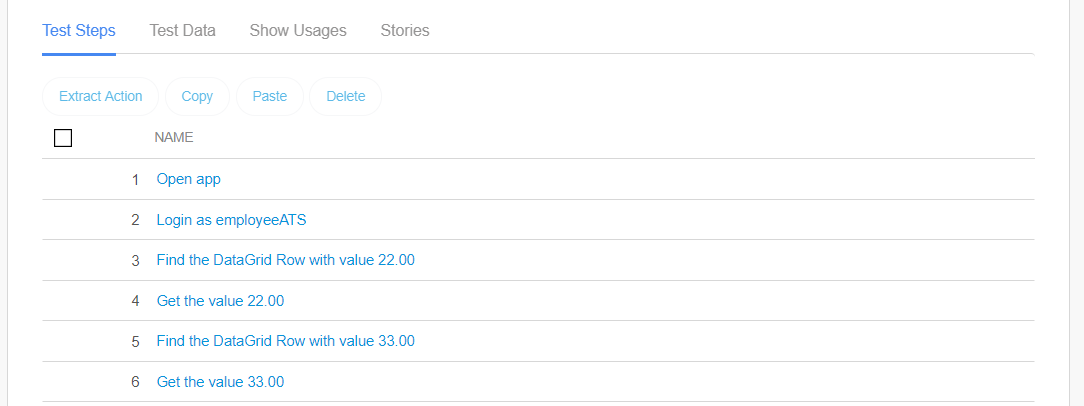 Test Steps Test Data Show Usages Stories
Extract Action Copy Paste Delete
NAME
1 Open app
2 Login as employeeATS
3 Find the DataGrid Row with value 22.00
4 Get the value 22.00
5 Find the DataGrid Row with value 33.00
6 Get the value 33.00